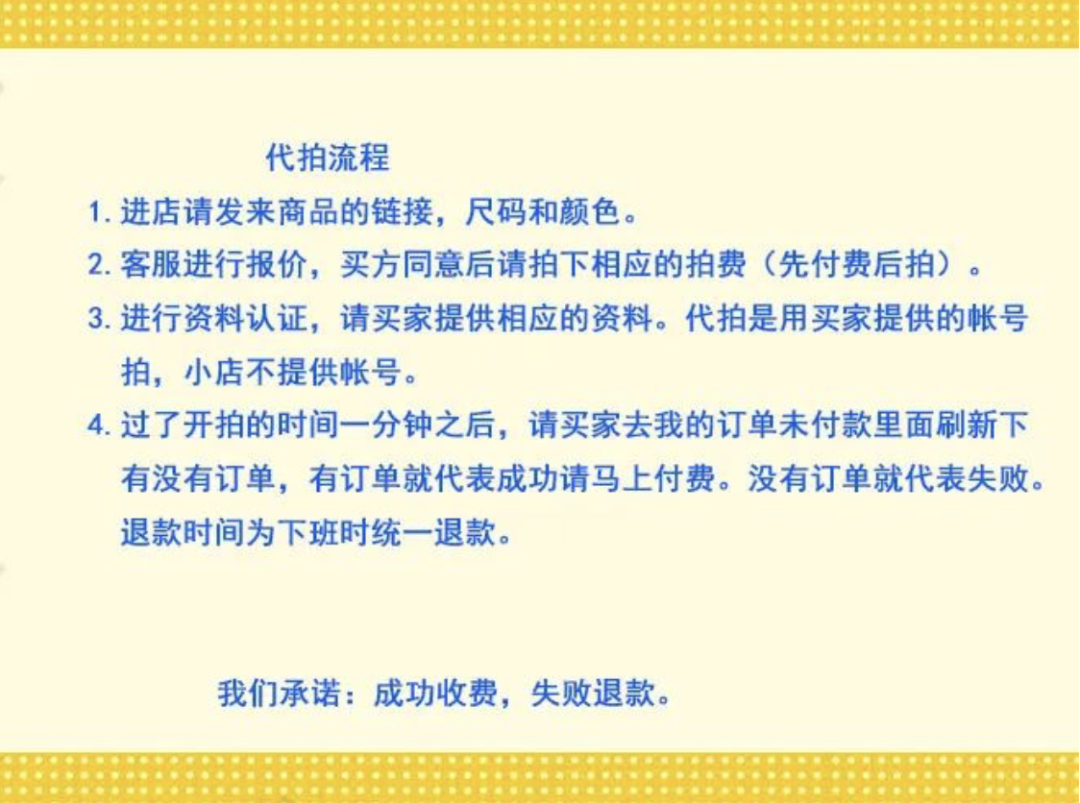 代拍流程
1. 进店请发来商品的链接，尺码和颜色。
2. 客服进行报价，买方同意后请拍下相应的拍费（先付费后拍）。
3. 进行资料认证，请买家提供相应的资料。代拍是用买家提供的帐号
拍，小店不提供帐号。
4. 过了开拍的时间一分钟之后，请买家去我的订单未付款里面刷新下
有没有订单，有订单就代表成功请马上付费。没有订单就代表失败。
退款时间为下班时统一退款。
我们承诺：成功收费，失败退款。